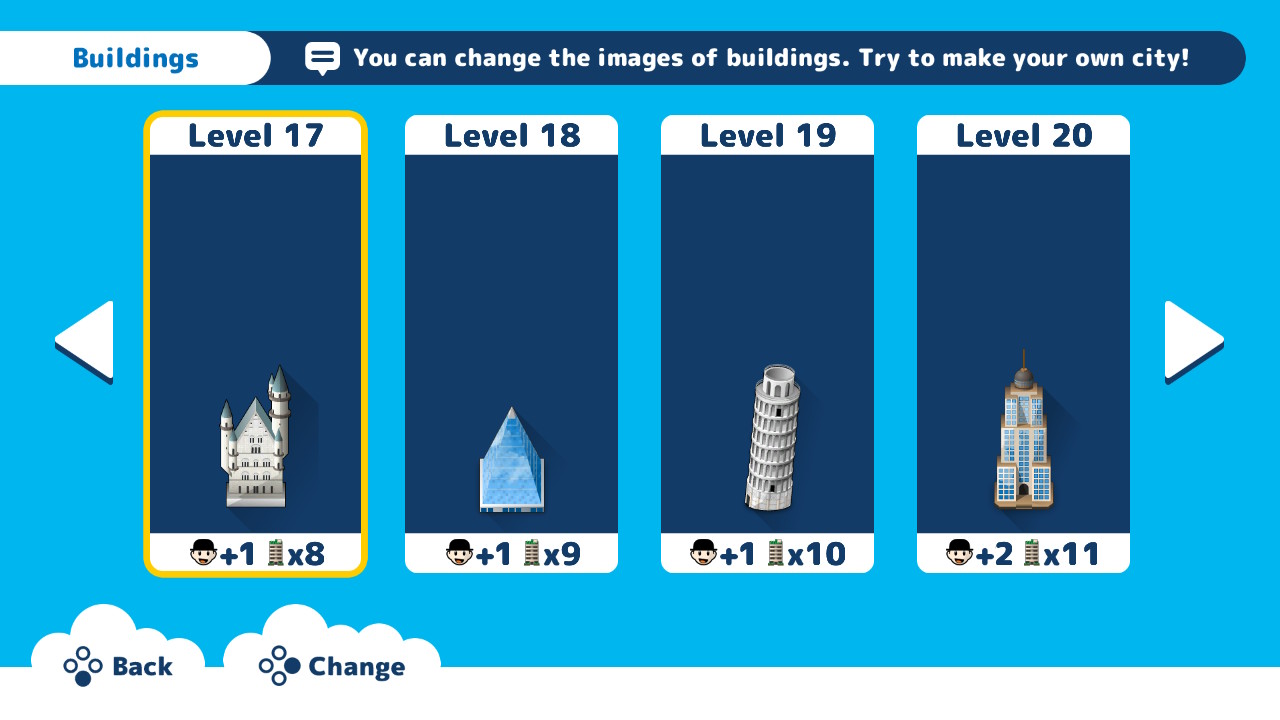 Buildings
You can change the images of buildings. Try to make your own city!
Level 17
Level 18
Level 19
Level 20
+1 x8
+1 x9
+1 x10
+2 x11
Back
Change